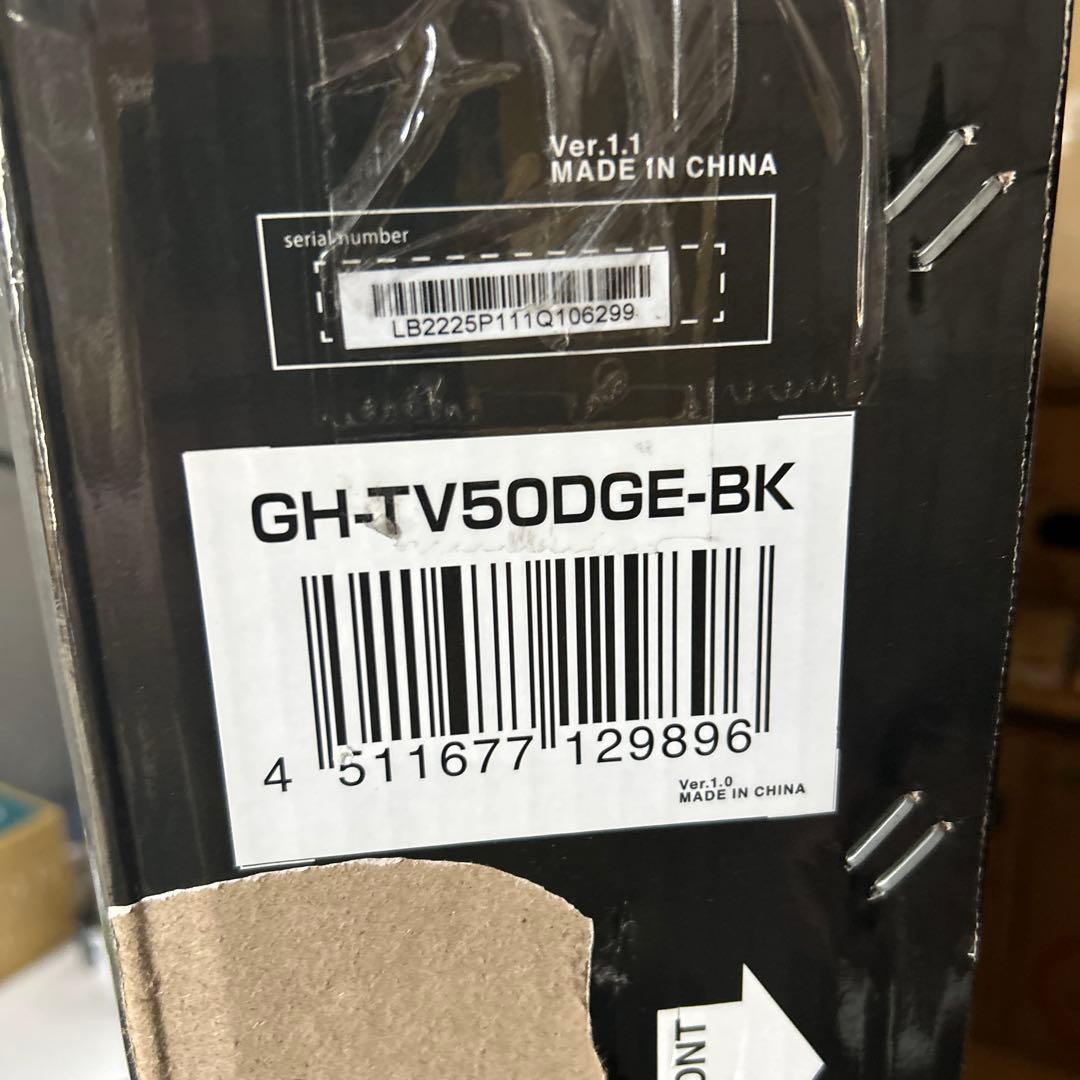 Ver.1.1
MADE IN CHINA
serial number
LB2225P111Q106299
GH-TV50DGE-BK
4 511677 129896
Ver.1.0
MADE IN CHINA